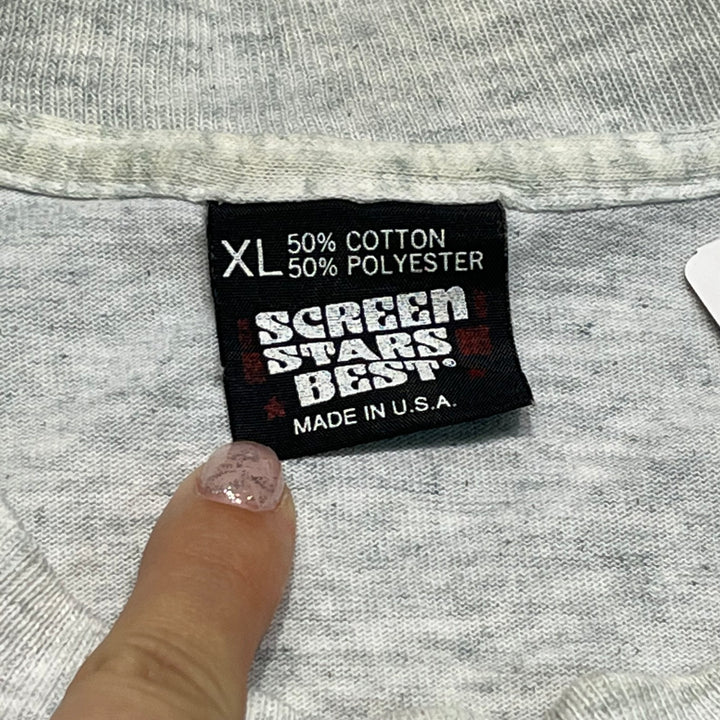 XL 50% COTTON
50% POLYESTER
SCREEN
STARS
BEST®
MADE IN U.S.A.